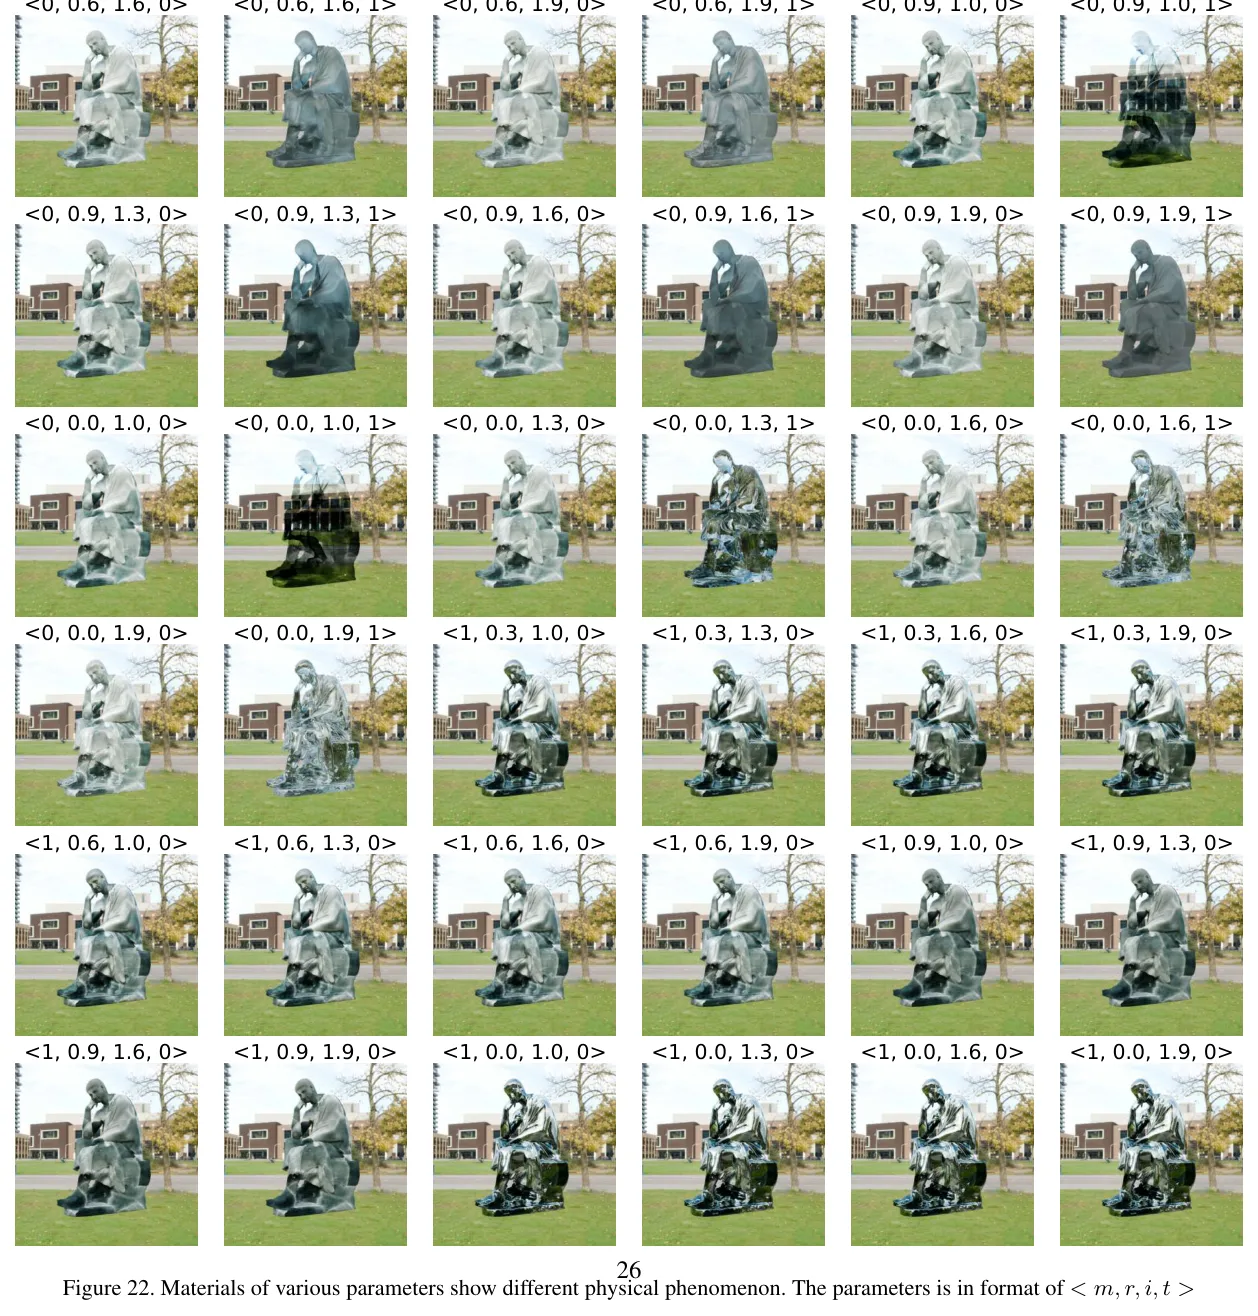 <0, 0.6, 1.6, 0> <0, 0.6, 1.6, 1> <0, 0.6, 1.9, 0> <0, 0.6, 1.9, 1> <0, 0.9, 1.0, 0> <0, 0.9, 1.0, 1>
<0, 0.9, 1.3, 0> <0, 0.9, 1.3, 1> <0, 0.9, 1.6, 0> <0, 0.9, 1.6, 1> <0, 0.9, 1.9, 0> <0, 0.9, 1.9, 1>
<0, 0.0, 1.0, 0> <0, 0.0, 1.0, 1> <0, 0.0, 1.3, 0> <0, 0.0, 1.3, 1> <0, 0.0, 1.6, 0> <0, 0.0, 1.6, 1>
<0, 0.0, 1.9, 0> <0, 0.0, 1.9, 1> <1, 0.3, 1.0, 0> <1, 0.3, 1.3, 0> <1, 0.3, 1.6, 0> <1, 0.3, 1.9, 0>
<1, 0.6, 1.0, 0> <1, 0.6, 1.3, 0> <1, 0.6, 1.6, 0> <1, 0.6, 1.9, 0> <1, 0.9, 1.0, 0> <1, 0.9, 1.3, 0>
<1, 0.9, 1.6, 0> <1, 0.9, 1.9, 0> <1, 0.0, 1.0, 0> <1, 0.0, 1.3, 0> <1, 0.0, 1.6, 0> <1, 0.0, 1.9, 0>
26
Figure 22. Materials of various parameters show different physical phenomenon. The parameters is in format of < m, r, i, t >